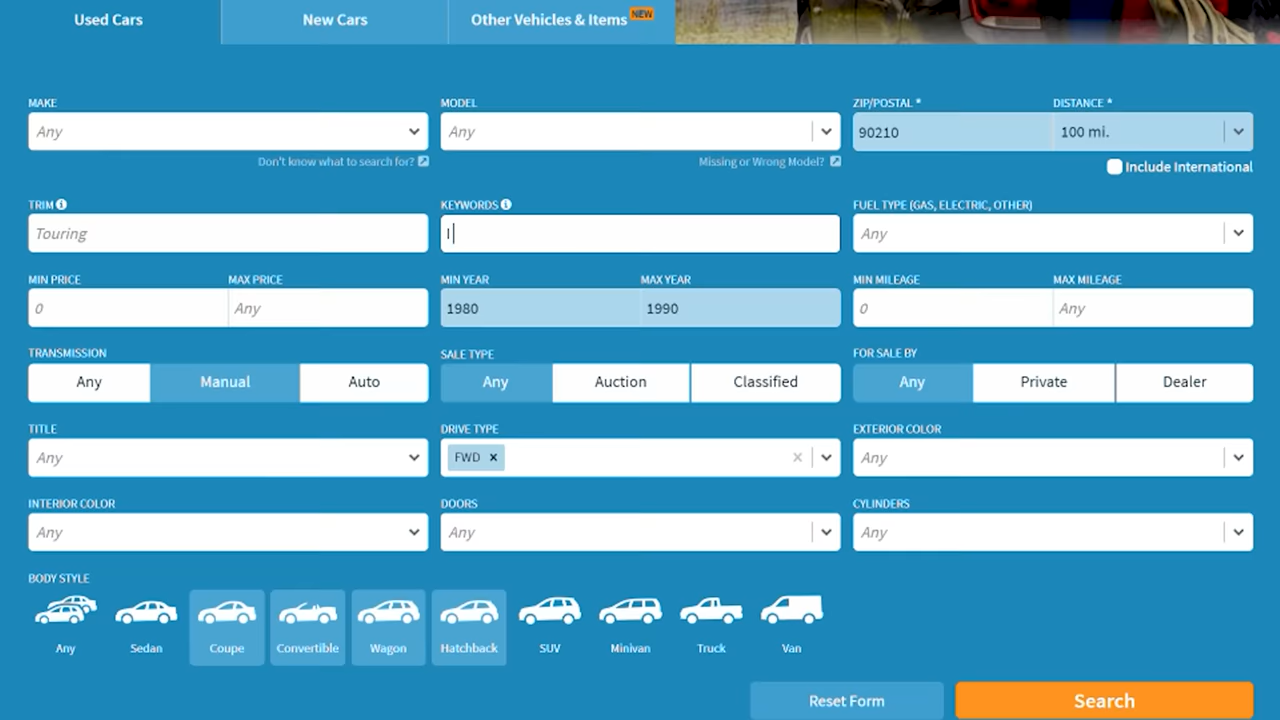 Used Cars New Cars Other Vehicles & Items NEW
MAKE MODEL ZIP/POSTAL * DISTANCE *
Any Any 90210 100 mi.
Don't know what to search for? Missing or Wrong Model? Include International
TRIM KEYWORDS FUEL TYPE (GAS, ELECTRIC, OTHER)
Touring I Any
MIN PRICE MAX PRICE MIN YEAR MAX YEAR MIN MILEAGE MAX MILEAGE
0 Any 1980 1990 0 Any
TRANSMISSION SALE TYPE FOR SALE BY
Any Manual Auto Any Auction Classified Any Private Dealer
TITLE DRIVE TYPE EXTERIOR COLOR
Any FWD × × Any
INTERIOR COLOR DOORS CYLINDERS
Any Any Any
BODY STYLE
Any Sedan Coupe Convertible Wagon Hatchback SUV Minivan Truck Van
Reset Form Search